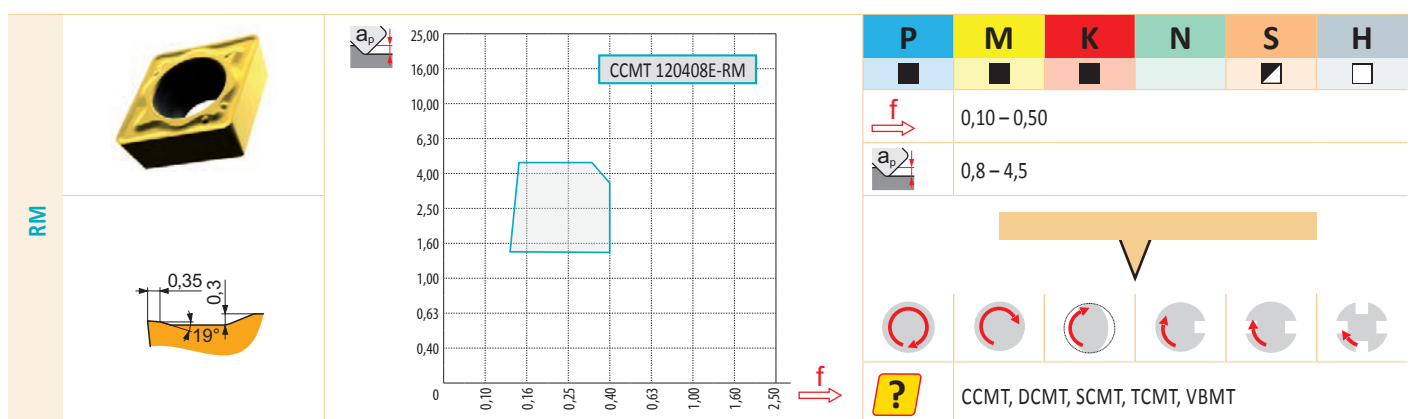 RM
0,35
0,3
19°
aₚ
25,00
16,00
10,00
6,30
4,00
2,50
1,60
1,00
0,63
0,40
0
0,10
0,16
0,25
0,40
0,63
1,00
1,60
2,50
f
CCMT 120408E-RM
P M K N S H
f 0,10 – 0,50
aₚ 0,8 – 4,5
? CCMT, DCMT, SCMT, TCMT, VBMT